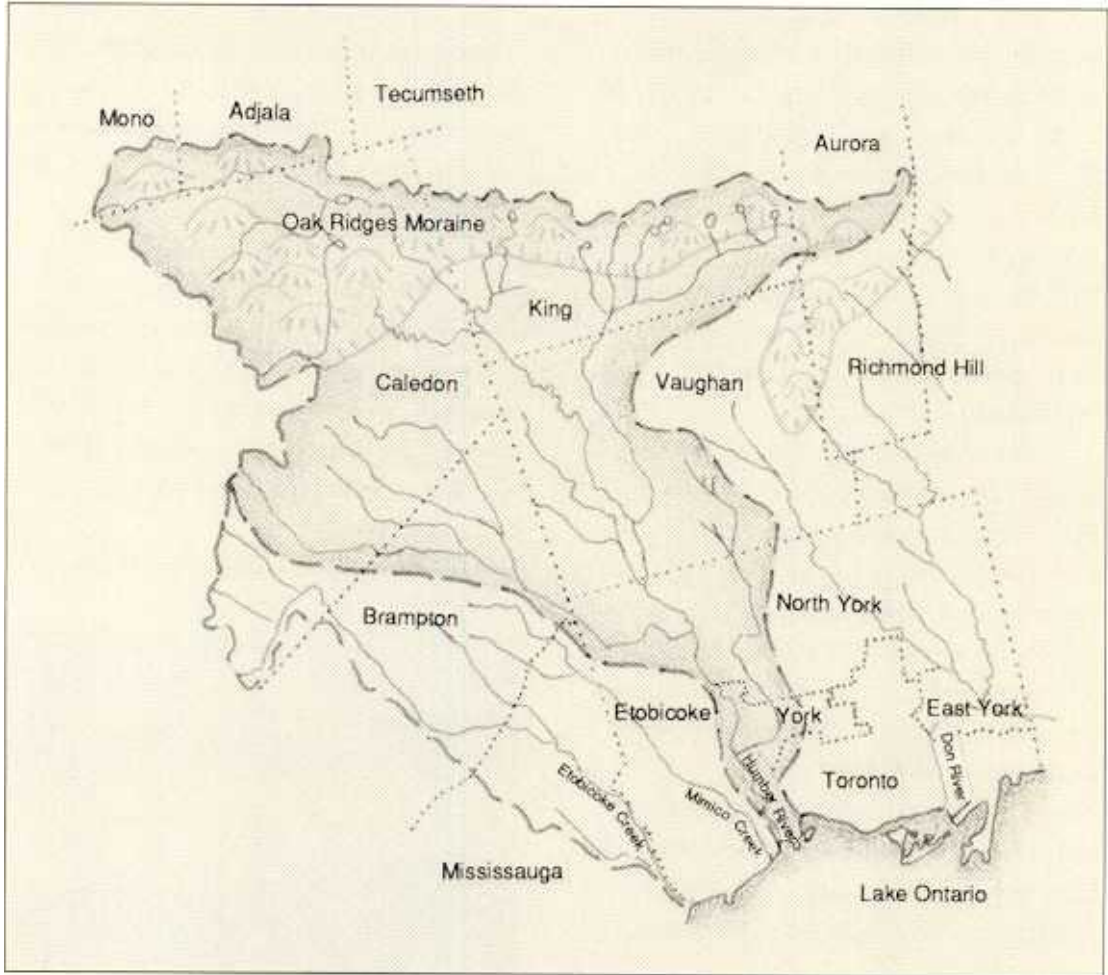 Tecumseth
Adjala
Mono
Aurora
Oak Ridges Moraine
King
Caledon
Vaughan
Richmond Hill
Brampton
North York
Etobicoke
York
East York
Humber River
Don River
Toronto
Etobicoke Creek
Mimico Creek
Mississauga
Lake Ontario